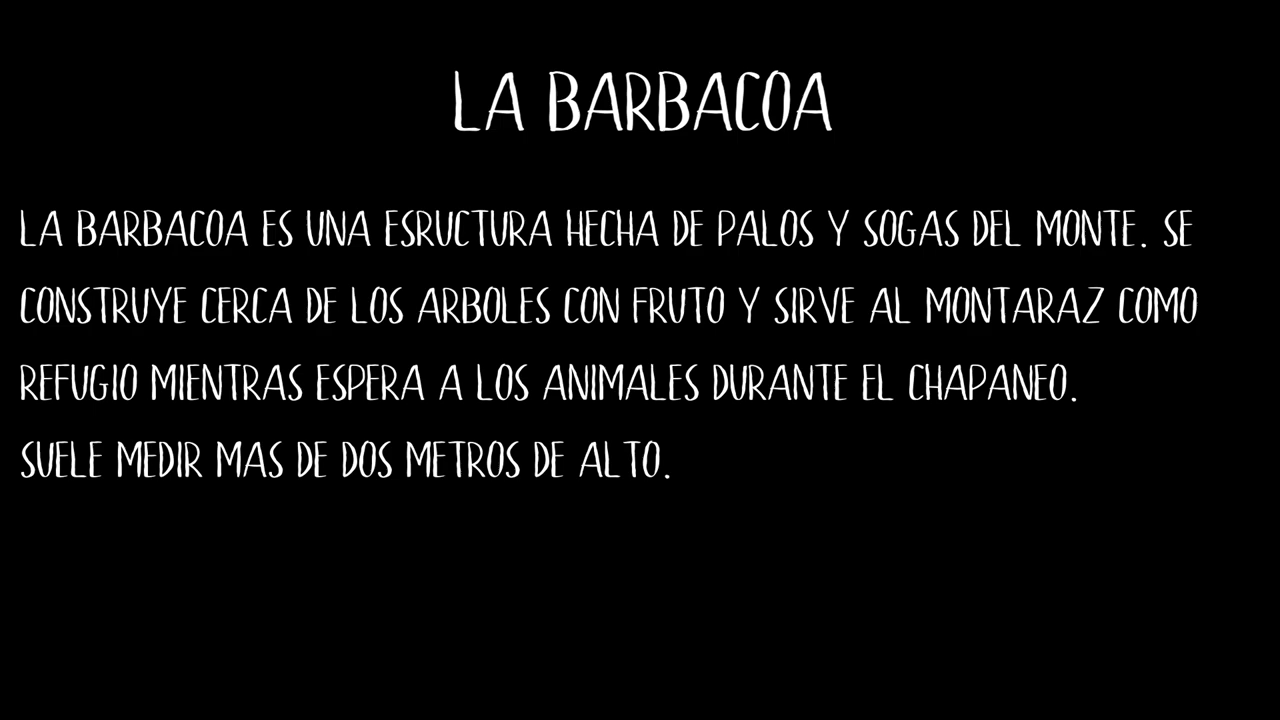 LA BARBACOA
LA BARBACOA ES UNA ESRUCTURA HECHA DE PALOS Y SOGAS DEL MONTE. SE
CONSTRUYE CERCA DE LOS ARBOLES CON FRUTO Y SIRVE AL MONTARAZ COMO
REFUGIO MIENTRAS ESPERA A LOS ANIMALES DURANTE EL CHAPANEO.
SUELE MEDIR MAS DE DOS METROS DE ALTO.